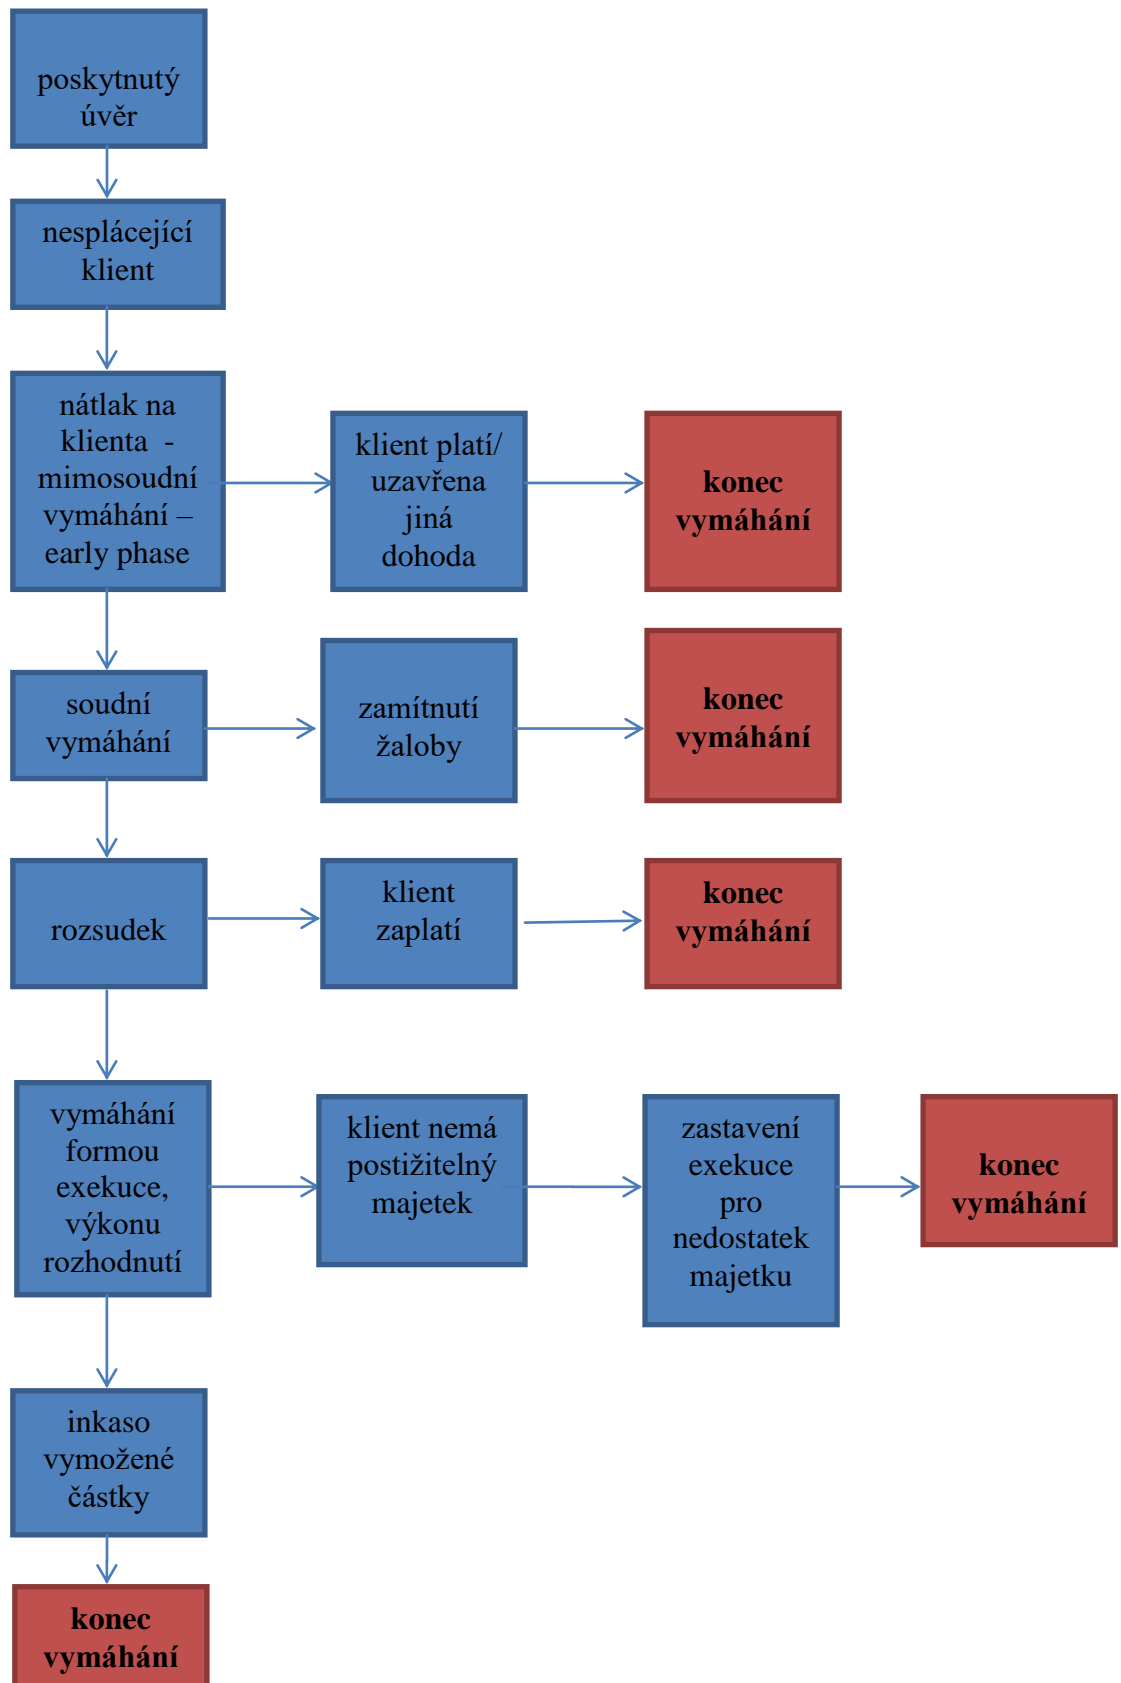 poskytnutý
úvěr
nesplácející
klient
nátlak na
klienta  -
mimosoudní
vymáhání –
early phase
klient platí/
uzavřena
jiná
dohoda
konec
vymáhání
soudní
vymáhání
zamítnutí
žaloby
konec
vymáhání
rozsudek
klient
zaplatí
konec
vymáhání
vymáhání
formou
exekuce,
výkonu
rozhodnutí
klient nemá
postižitelný
majetek
zastavení
exekuce
pro
nedostatek
majetku
konec
vymáhání
inkaso
vymožené
částky
konec
vymáhání